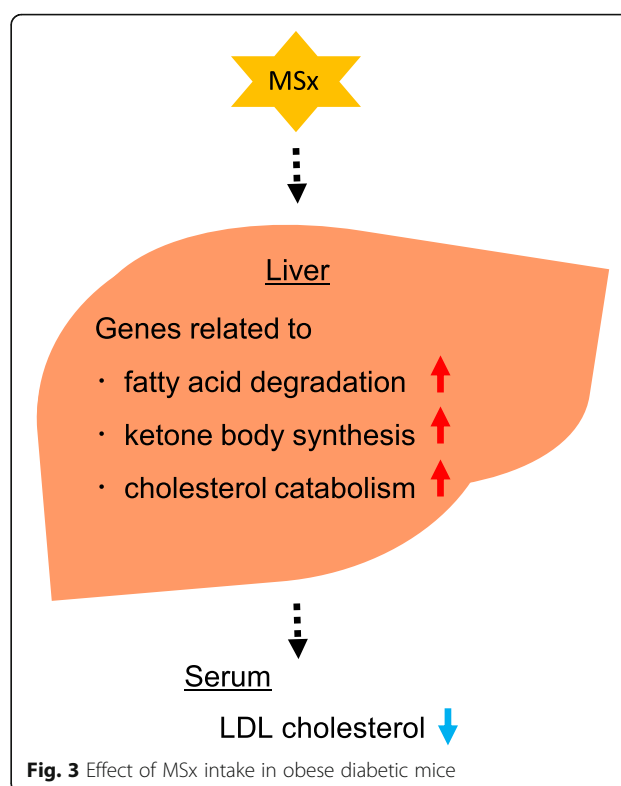 MSx
Liver
Genes related to
・ fatty acid degradation
・ ketone body synthesis
・ cholesterol catabolism
Serum
LDL cholesterol
Fig. 3 Effect of MSx intake in obese diabetic mice